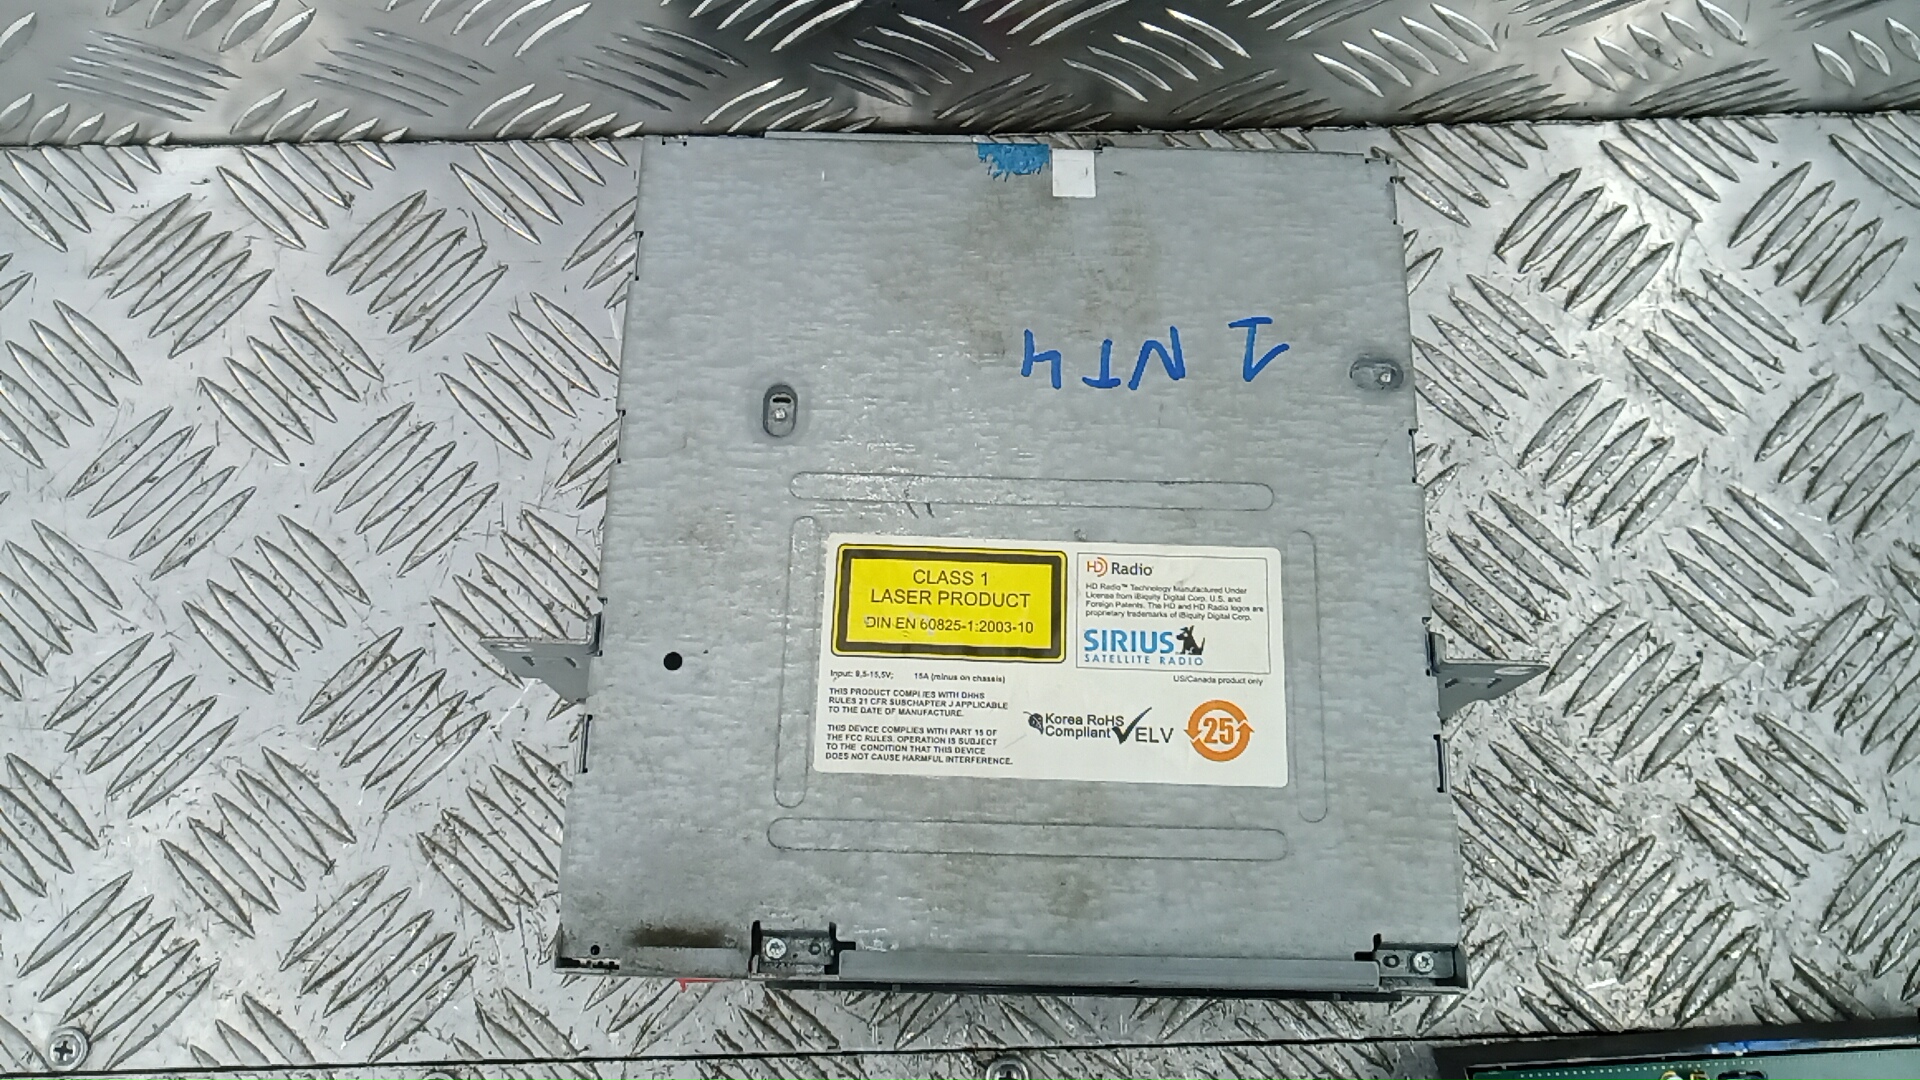 1 NT4
CLASS 1
LASER PRODUCT
DIN EN 60825-1:2003-10
HD Radio
HD Radio™ Technology Manufactured Under
License from iBiquity Digital Corp. U.S. and
Foreign Patents. The HD and HD Radio logos are
proprietary trademarks of iBiquity Digital Corp.
SIRIUS
SATELLITE RADIO
US/Canada product only
Input: 9,5-15,5V; 15A (minus on chassis)
THIS PRODUCT COMPLIES WITH DHHS
RULES 21 CFR SUBCHAPTER J APPLICABLE
TO THE DATE OF MANUFACTURE.
THIS DEVICE COMPLIES WITH PART 15 OF
THE FCC RULES. OPERATION IS SUBJECT
TO THE CONDITION THAT THIS DEVICE
DOES NOT CAUSE HARMFUL INTERFERENCE.
Korea RoHS
Compliant ELV
25